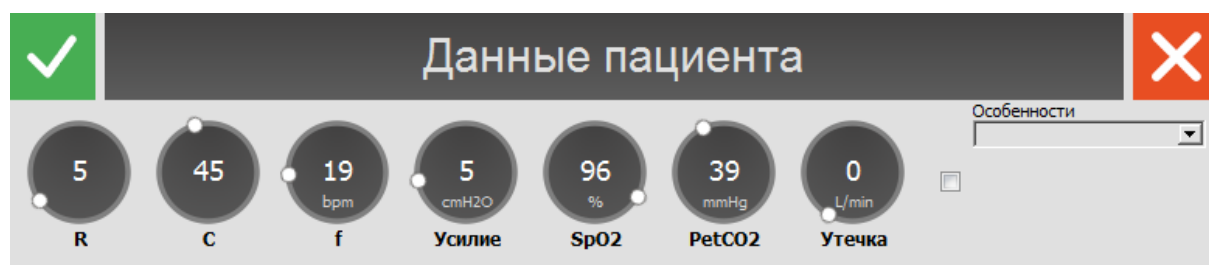 Данные пациента
Особенности
5
R
45
C
19
bpm
f
5
cmH2O
Усилие
96
%
SpO2
39
mmHg
PetCO2
0
L/min
Утечка